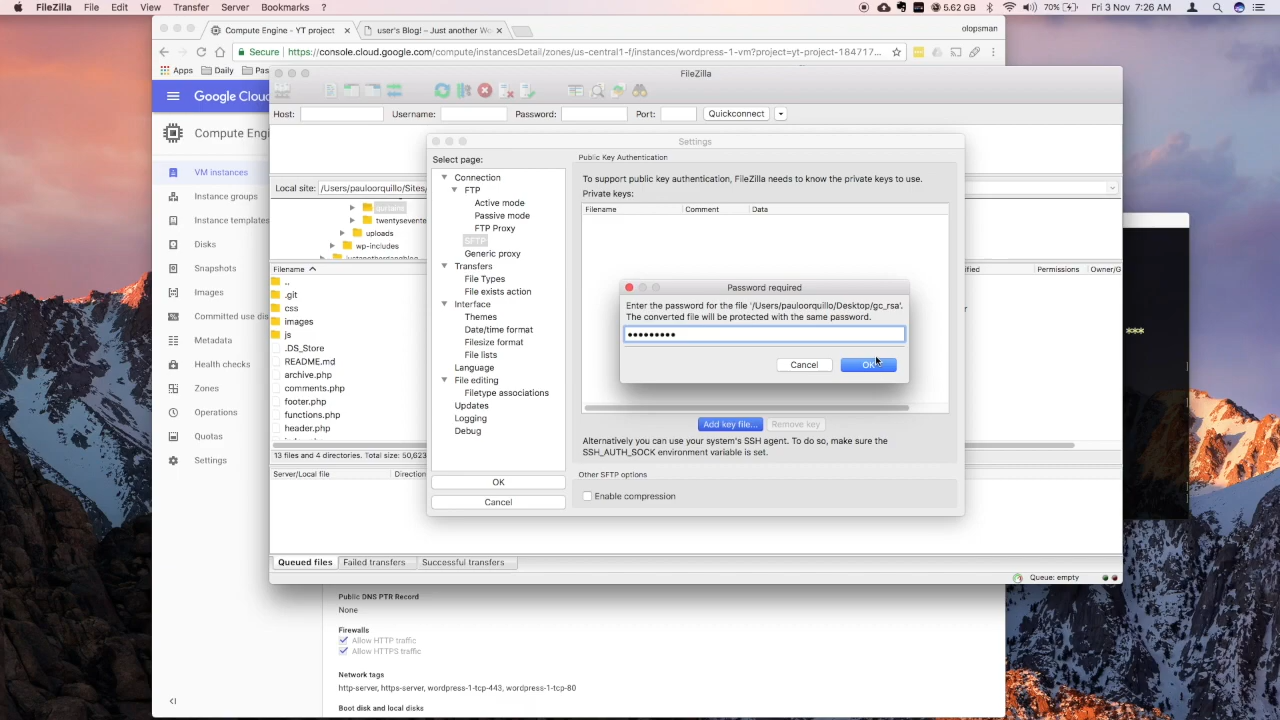 FileZilla File Edit View Transfer Server Bookmarks ?
5.62 GB 70% Fri 3 Nov 7:26 AM
Compute Engine - YT project
user's Blog! – Just another W
olopsman
Secure https://console.cloud.google.com/compute/instancesDetail/zones/us-central1-f/instances/wordpress-1-vm?project=yt-project-184717...
Apps Daily Pas
Google Clou
Compute Engi
VM instances
Instance groups
Instance templates
Disks
Snapshots
Images
Committed use dis
Metadata
Health checks
Zones
Operations
Quotas
Settings
FileZilla
Host: Username: Password: Port: Quickconnect
Local site: /Users/pauloorquillo/Sites/
twentysevente
uploads
wp-includes
Filename
..
.git
css
images
js
.DS_Store
README.md
archive.php
comments.php
footer.php
functions.php
header.php
13 files and 4 directories. Total size: 50,623
Server/Local file Direction
ified Permissions Owner/G
Queued files Failed transfers Successful transfers
Queue: empty
Settings
Select page:
Connection
FTP
Active mode
Passive mode
FTP Proxy
SFTP
Generic proxy
Transfers
File Types
File exists action
Interface
Themes
Date/time format
Filesize format
File lists
Language
File editing
Filetype associations
Updates
Logging
Debug
OK
Cancel
Public Key Authentication
To support public key authentication, FileZilla needs to know the private keys to use.
Private keys:
Filename Comment Data
Add key file... Remove key
Alternatively you can use your system's SSH agent. To do so, make sure the
SSH_AUTH_SOCK environment variable is set.
Other SFTP options
Enable compression
Password required
Enter the password for the file '/Users/pauloorquillo/Desktop/gc_rsa'.
The converted file will be protected with the same password.
•••••••••
Cancel OK
***
Public DNS PTR Record
None
Firewalls
Allow HTTP traffic
Allow HTTPS traffic
Network tags
http-server, https-server, wordpress-1-tcp-443, wordpress-1-tcp-80
Boot disk and local disks